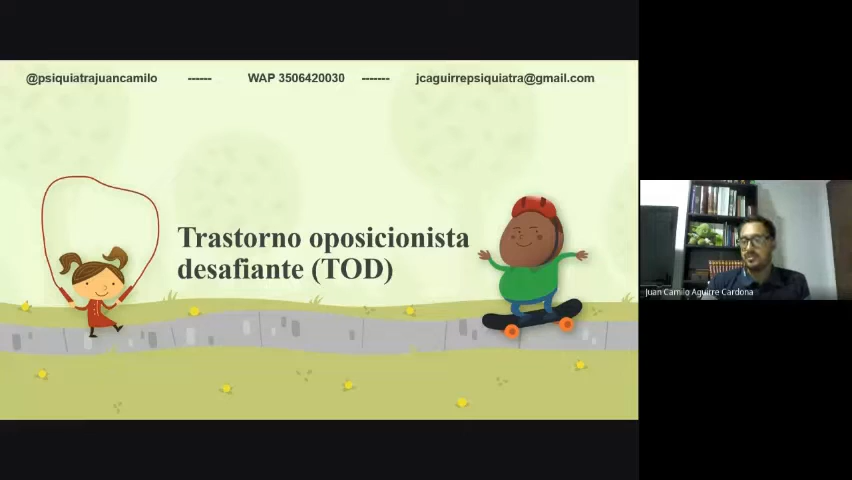 @psiquiatrajuancamilo ------ WAP 3506420030 ------- jcaguirrepsiquiatra@gmail.com
Trastorno oposicionista
desafiante (TOD)
Juan Camilo Aguirre Cardona